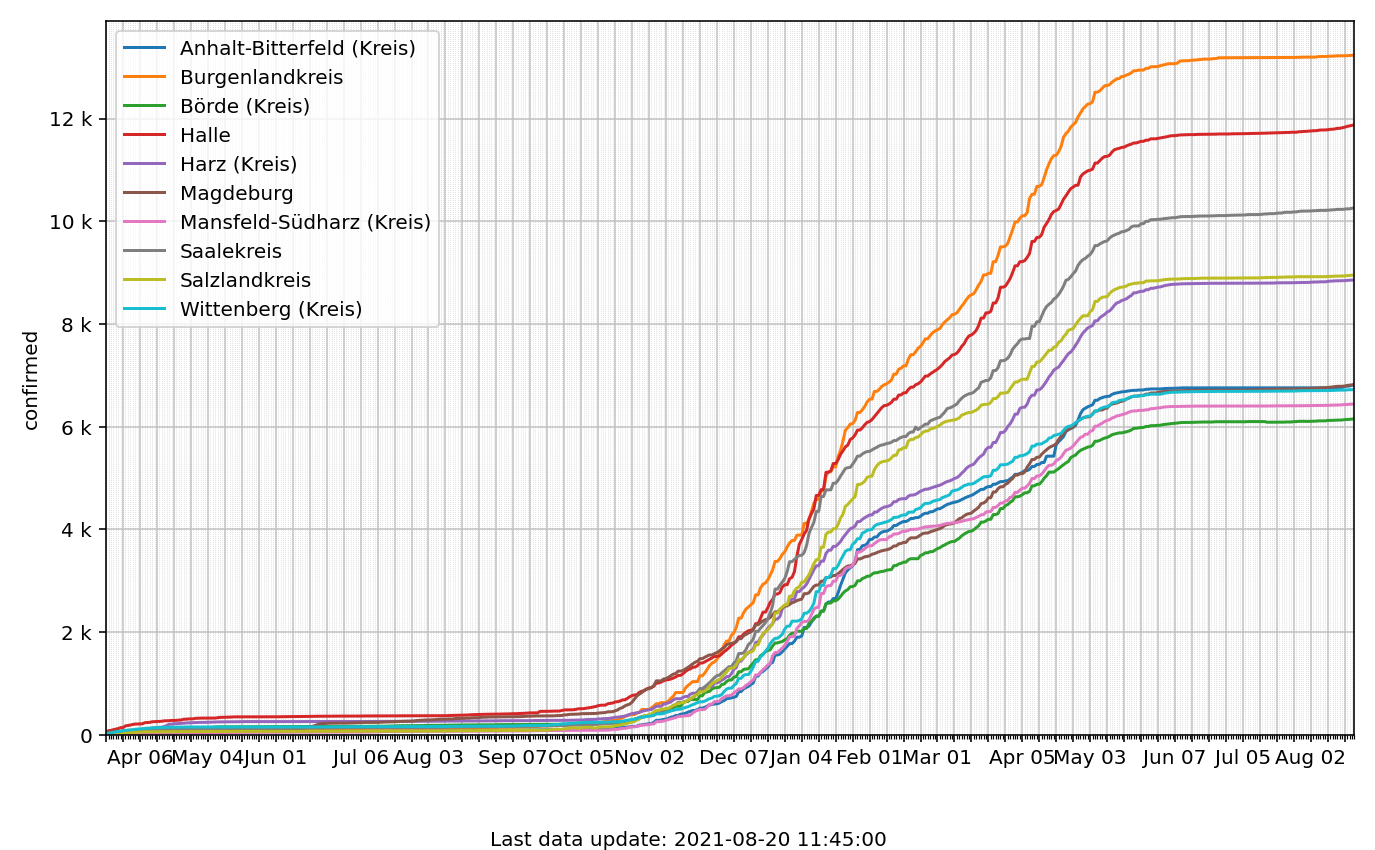 Anhalt-Bitterfeld (Kreis)
Burgenlandkreis
Börde (Kreis)
Halle
Harz (Kreis)
Magdeburg
Mansfeld-Südharz (Kreis)
Saalekreis
Salzlandkreis
Wittenberg (Kreis)
12 k
10 k
8 k
6 k
4 k
2 k
0
confirmed
Apr 06 May 04 Jun 01 Jul 06 Aug 03 Sep 07 Oct 05 Nov 02 Dec 07 Jan 04 Feb 01 Mar 01 Apr 05 May 03 Jun 07 Jul 05 Aug 02
Last data update: 2021-08-20 11:45:00